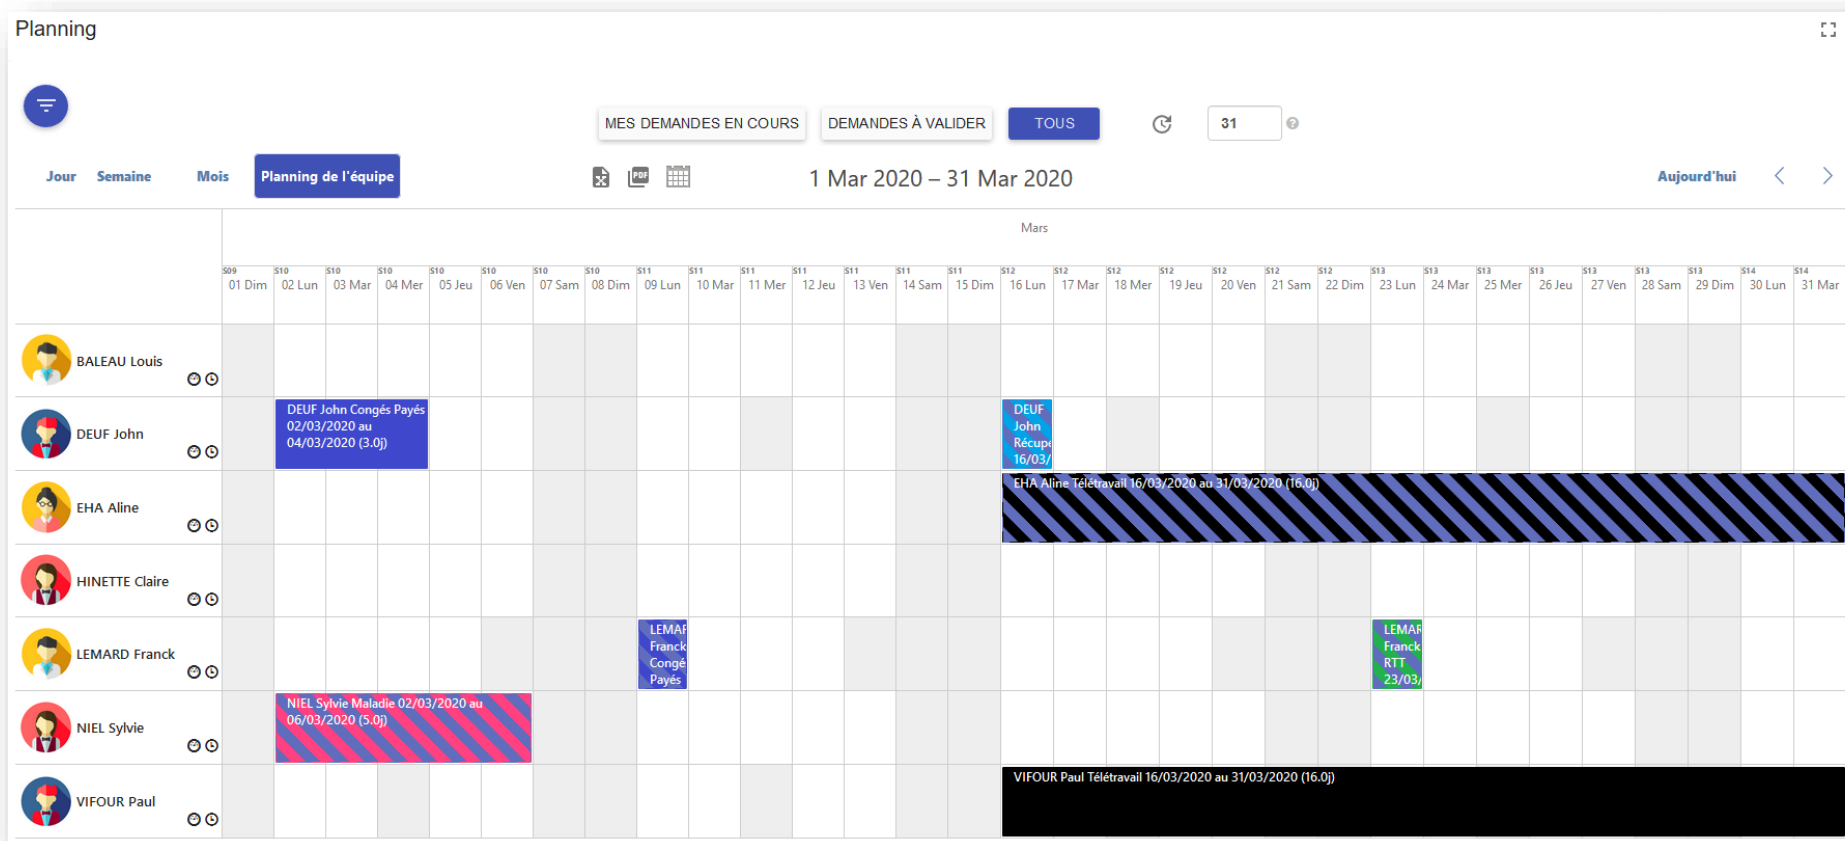 Planning
MES DEMANDES EN COURS DEMANDES À VALIDER TOUS 31
Jour Semaine Mois Planning de l'équipe PDF 1 Mar 2020 – 31 Mar 2020 Aujourd'hui
Mars
S09 S10 S10 S10 S10 S10 S10 S10 S11 S11 S11 S11 S11 S11 S11 S12 S12 S12 S12 S12 S12 S12 S13 S13 S13 S13 S13 S13 S13 S14 S14
01 Dim 02 Lun 03 Mar 04 Mer 05 Jeu 06 Ven 07 Sam 08 Dim 09 Lun 10 Mar 11 Mer 12 Jeu 13 Ven 14 Sam 15 Dim 16 Lun 17 Mar 18 Mer 19 Jeu 20 Ven 21 Sam 22 Dim 23 Lun 24 Mar 25 Mer 26 Jeu 27 Ven 28 Sam 29 Dim 30 Lun 31 Mar
BALEAU Louis
DEUF John
DEUF John Congés Payés
02/03/2020 au
04/03/2020 (3.0j)
DEUF
John
Récupe
16/03/
EHA Aline
EHA Aline Télétravail 16/03/2020 au 31/03/2020 (16.0j)
HINETTE Claire
LEMARD Franck
LEMAR
Franck
Congé
Payés
LEMAR
Franck
RTT
23/03/
NIEL Sylvie
NIEL Sylvie Maladie 02/03/2020 au
06/03/2020 (5.0j)
VIFOUR Paul
VIFOUR Paul Télétravail 16/03/2020 au 31/03/2020 (16.0j)